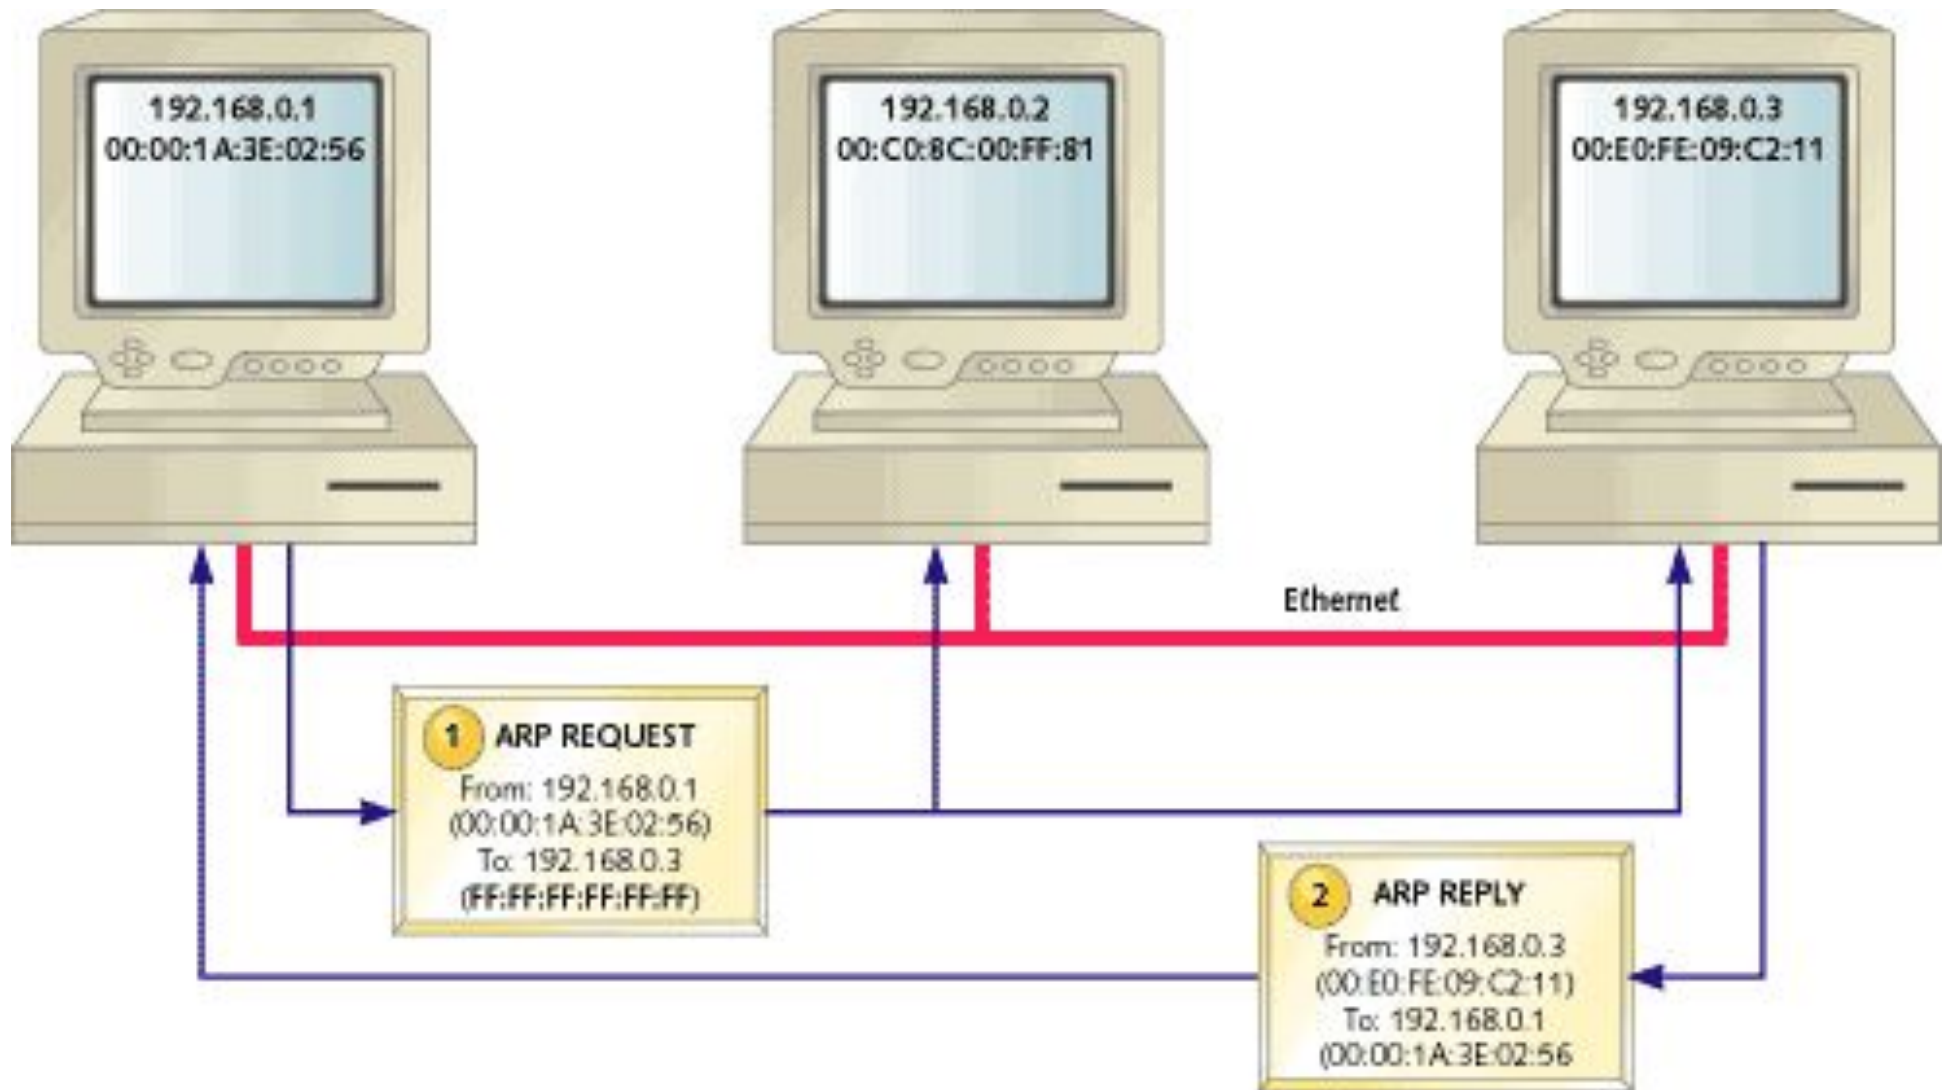 192.168.0.1
00:00:1A:3E:02:56
192.168.0.2
00:C0:8C:00:FF:81
192.168.0.3
00:E0:FE:09:C2:11
Ethernet
1 ARP REQUEST
From: 192.168.0.1
(00:00:1A:3E:02:56)
To: 192.168.0.3
(FF:FF:FF:FF:FF:FF)
2 ARP REPLY
From: 192.168.0.3
(00:E0:FE:09:C2:11)
To: 192.168.0.1
(00:00:1A:3E:02:56